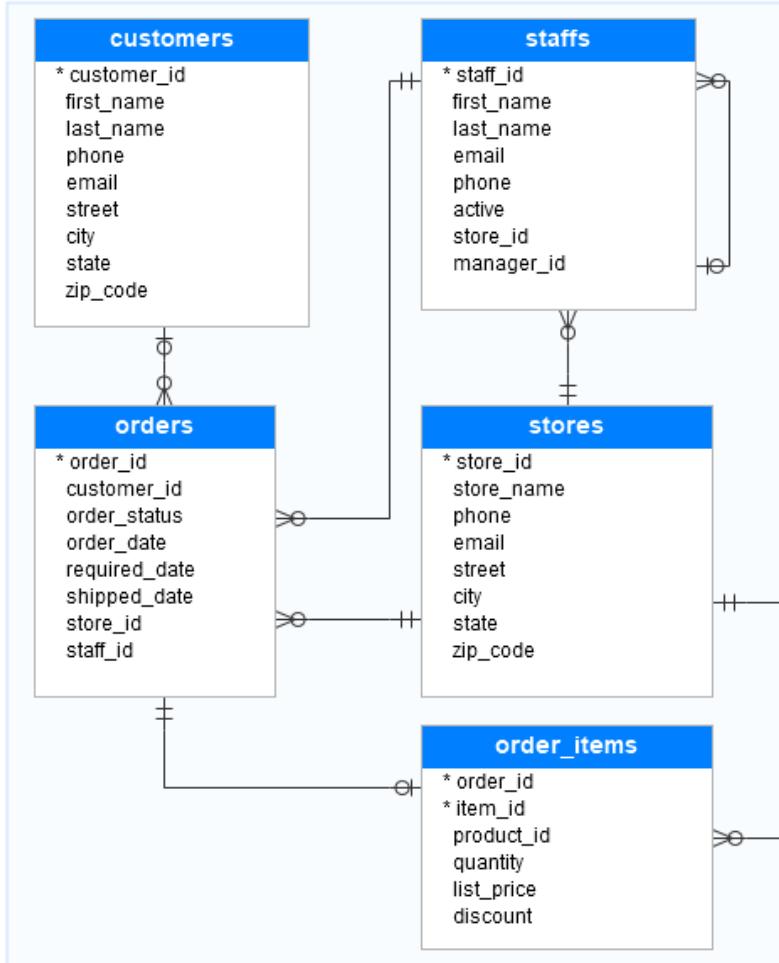 customers
* customer_id
first_name
last_name
phone
email
street
city
state
zip_code
staffs
* staff_id
first_name
last_name
email
phone
active
store_id
manager_id
orders
* order_id
customer_id
order_status
order_date
required_date
shipped_date
store_id
staff_id
stores
* store_id
store_name
phone
email
street
city
state
zip_code
order_items
* order_id
* item_id
product_id
quantity
list_price
discount